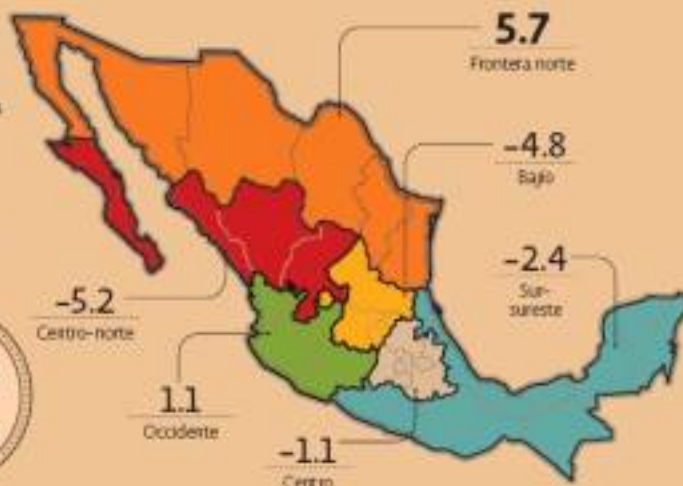 5.7
Frontera norte
-4.8
Bajío
-2.4
Sur-
sureste
-5.2
Centro-norte
1.1
Occidente
-1.1
Centro